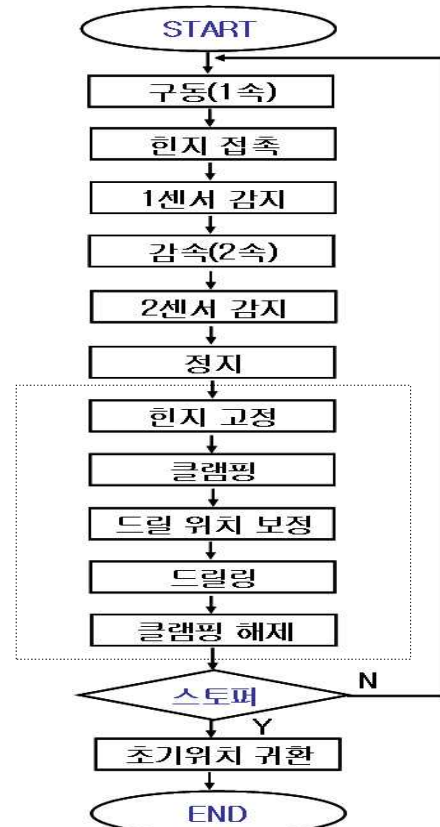 START
구동(1속)
힌지 접촉
1센서 감지
감속(2속)
2센서 감지
정지
힌지 고정
클램핑
드릴 위치 보정
드릴링
클램핑 해제
스토퍼
N
Y
초기위치 귀환
END